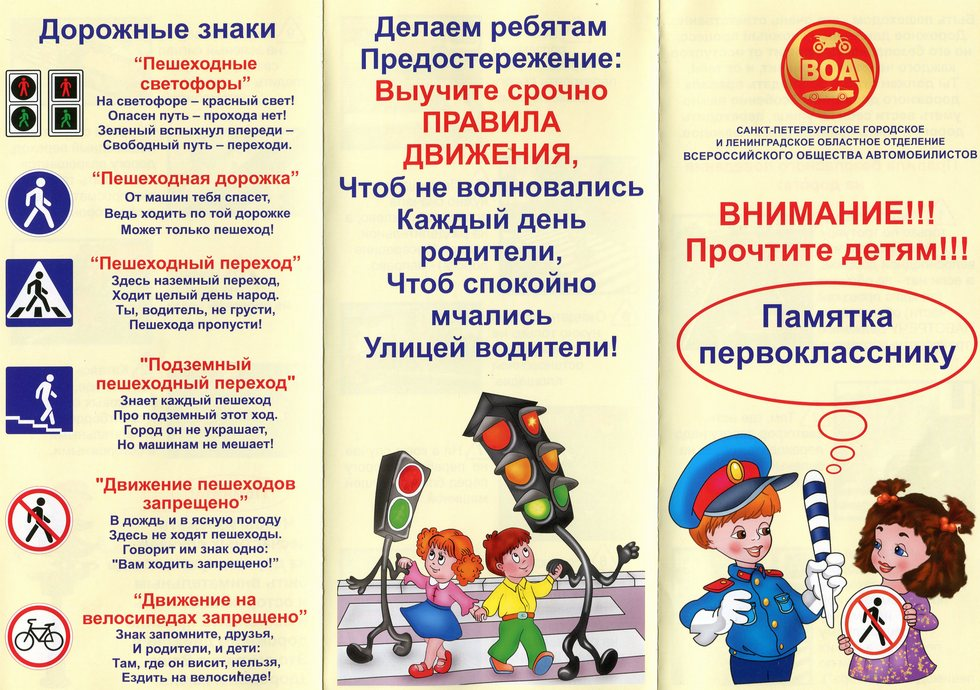 Дорожные знаки
“Пешеходные
светофоры”
На светофоре – красный свет!
Опасен путь – прохода нет!
Зеленый вспыхнул впереди –
Свободный путь – переходи.
“Пешеходная дорожка”
От машин тебя спасет,
Ведь ходить по той дорожке
Может только пешеход!
“Пешеходный переход”
Здесь наземный переход,
Ходит целый день народ.
Ты, водитель, не грусти,
Пешехода пропусти!
"Подземный
пешеходный переход"
Знает каждый пешеход
Про подземный этот ход.
Город он не украшает,
Но машинам не мешает!
"Движение пешеходов
запрещено”
В дождь и в ясную погоду
Здесь не ходят пешеходы.
Говорит им знак одно:
"Вам ходить запрещено!”
“Движение на
велосипедах запрещено”
Знак запомните, друзья,
И родители, и дети:
Там, где он висит, нельзя,
Ездить на велосипеде!
Делаем ребятам
Предостережение:
Выучите срочно
ПРАВИЛА
ДВИЖЕНИЯ,
Чтоб не волновались
Каждый день
родители,
Чтоб спокойно
мчались
Улицей водители!
ВОА
САНКТ-ПЕТЕРБУРГСКОЕ ГОРОДСКОЕ
И ЛЕНИНГРАДСКОЕ ОБЛАСТНОЕ ОТДЕЛЕНИЕ
ВСЕРОССИЙСКОГО ОБЩЕСТВА АВТОМОБИЛИСТОВ
ВНИМАНИЕ!!!
Прочтите детям!!!
Памятка
первокласснику